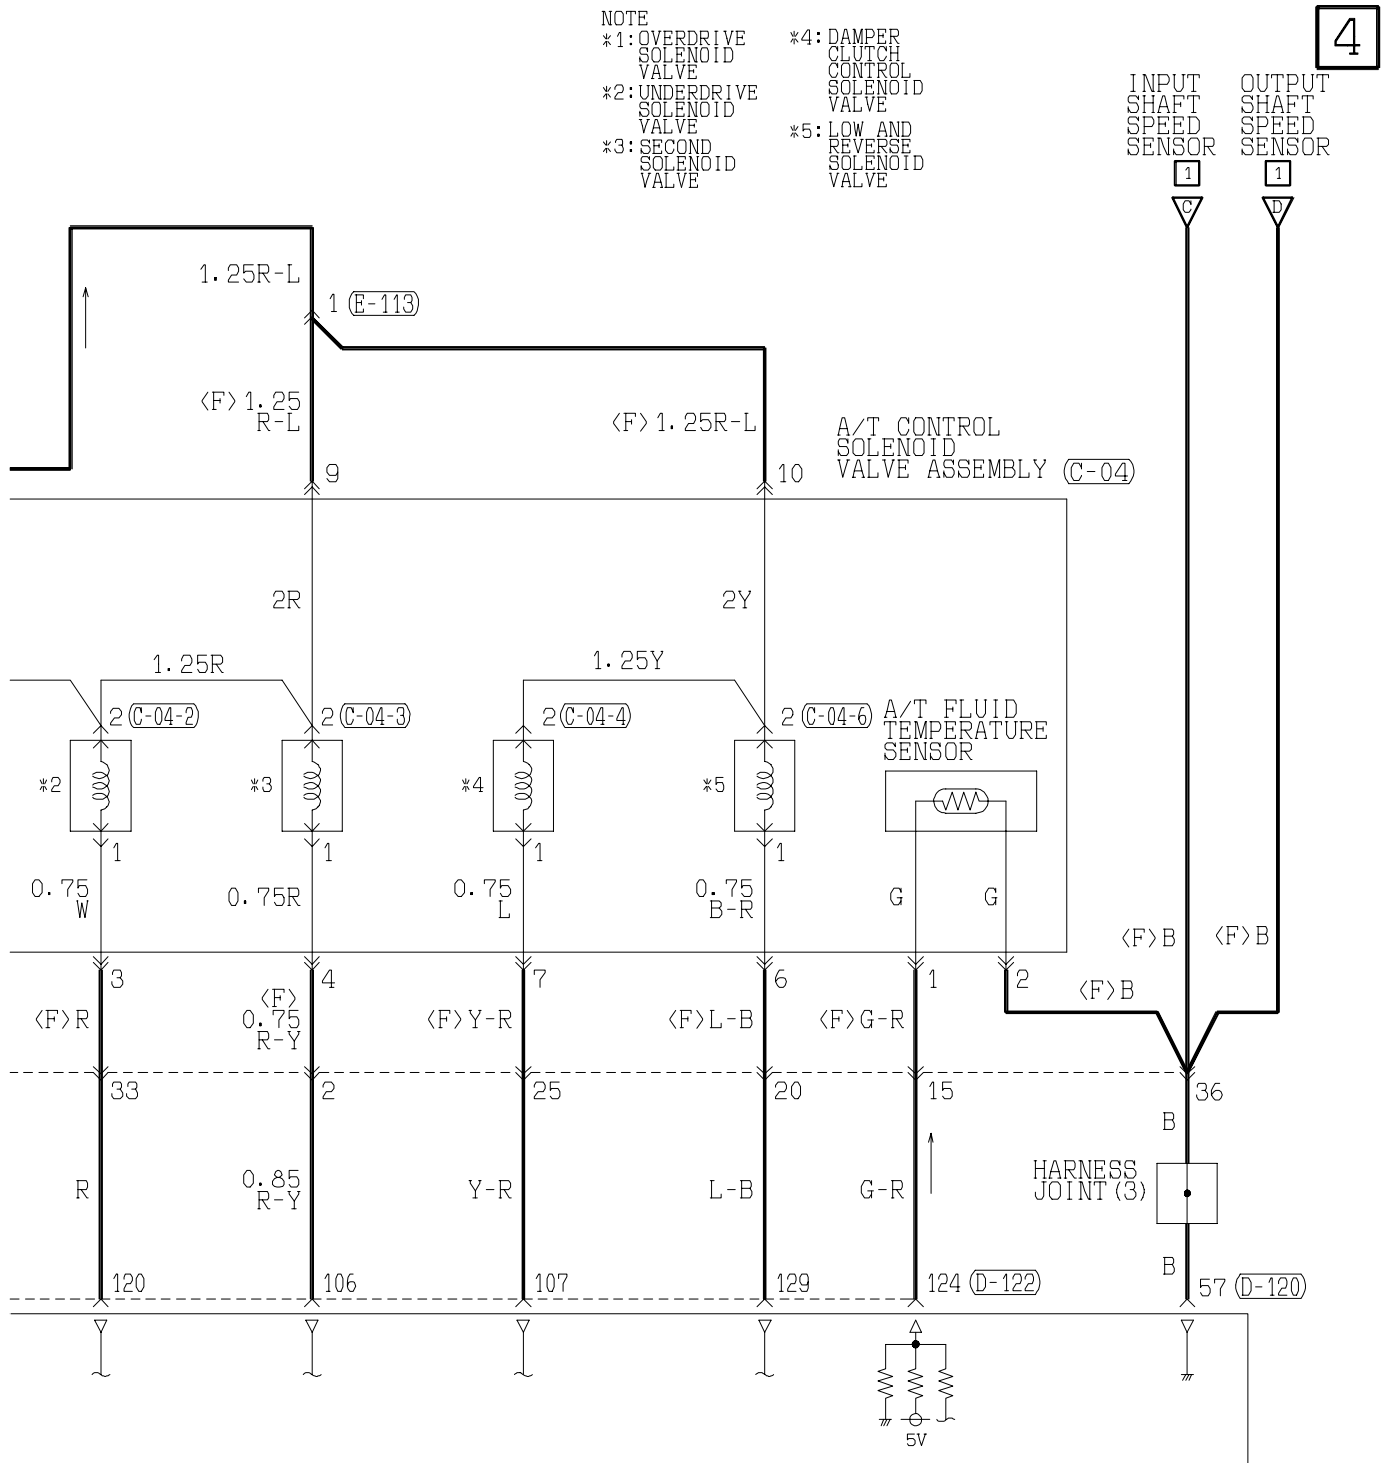 NOTE
*1: OVERDRIVE
SOLENOID
VALVE
*2: UNDERDRIVE
SOLENOID
VALVE
*3: SECOND
SOLENOID
VALVE
*4: DAMPER
CLUTCH
CONTROL
SOLENOID
VALVE
*5: LOW AND
REVERSE
SOLENOID
VALVE
4
INPUT
SHAFT
SPEED
SENSOR
1
C
OUTPUT
SHAFT
SPEED
SENSOR
1
D
1.25R-L
1 (E-113)
<F>1.25
R-L
<F>1.25R-L
A/T CONTROL
SOLENOID
VALVE ASSEMBLY (C-04)
9
10
2R
2Y
1.25R
1.25Y
2 (C-04-2)
2 (C-04-3)
2 (C-04-4)
2 (C-04-6)
A/T FLUID
TEMPERATURE
SENSOR
*2
*3
*4
*5
1
1
1
1
0.75
W
0.75R
0.75
L
0.75
B-R
G
G
<F>B
<F>B
3
4
7
6
1
2
<F>B
<F>R
<F>
0.75
R-Y
<F>Y-R
<F>L-B
<F>G-R
33
2
25
20
15
36
B
R
0.85
R-Y
Y-R
L-B
G-R
HARNESS
JOINT(3)
B
120
106
107
129
124 (D-122)
57 (D-120)
5V